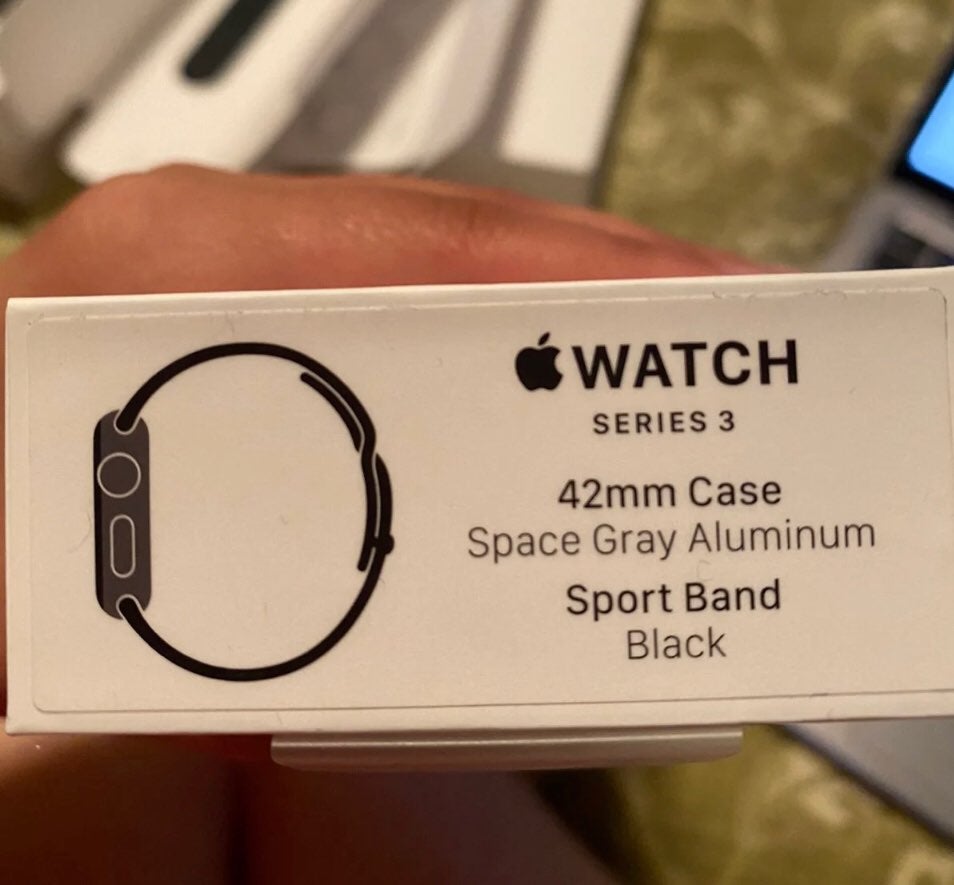 WATCH
SERIES 3
42mm Case
Space Gray Aluminum
Sport Band
Black